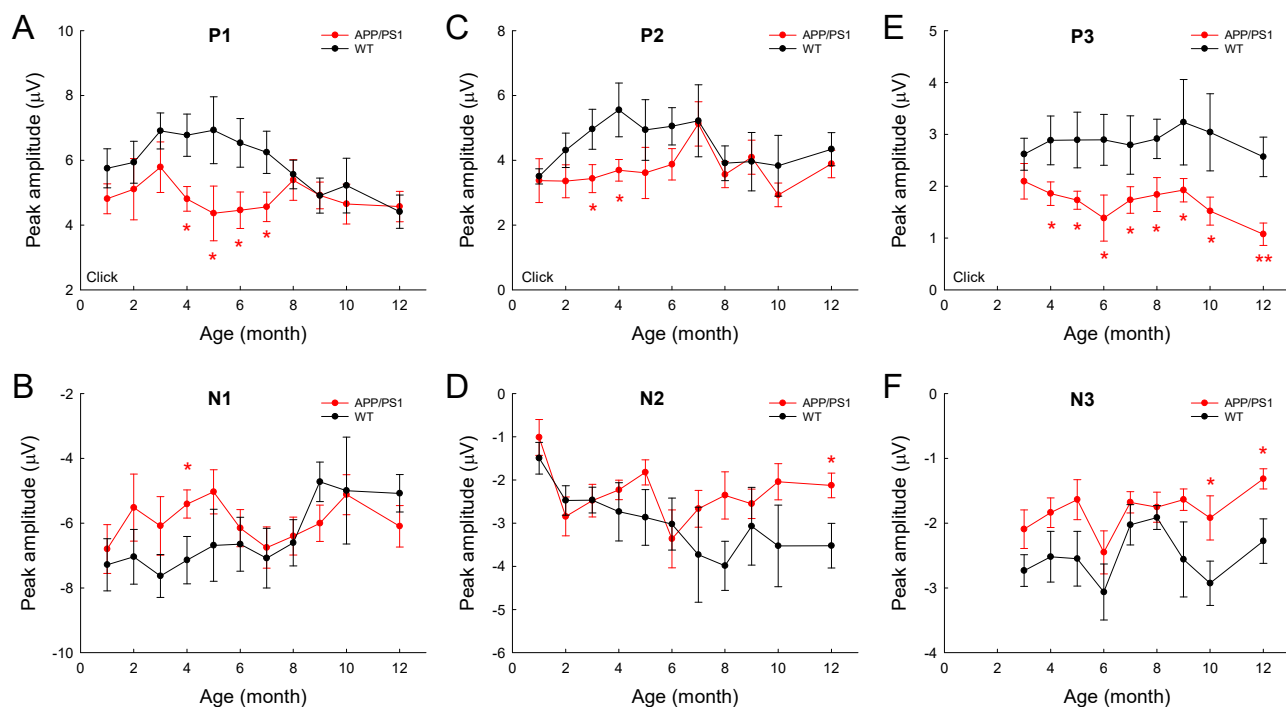 A
P1
APP/PS1
WT
Peak amplitude (μV)
10
8
6
4
2
Click
*
*
*
*
0 2 4 6 8 10 12
Age (month)
C
P2
APP/PS1
WT
Peak amplitude (μV)
8
6
4
2
0
Click
*
*
0 2 4 6 8 10 12
Age (month)
E
P3
APP/PS1
WT
Peak amplitude (μV)
5
4
3
2
1
0
Click
*
*
*
*
*
*
*
**
0 2 4 6 8 10 12
Age (month)
B
N1
APP/PS1
WT
Peak amplitude (μV)
-2
-4
-6
-8
-10
*
0 2 4 6 8 10 12
Age (month)
D
N2
APP/PS1
WT
Peak amplitude (μV)
0
-1
-2
-3
-4
-5
-6
*
0 2 4 6 8 10 12
Age (month)
F
N3
APP/PS1
WT
Peak amplitude (μV)
0
-1
-2
-3
-4
*
*
0 2 4 6 8 10 12
Age (month)